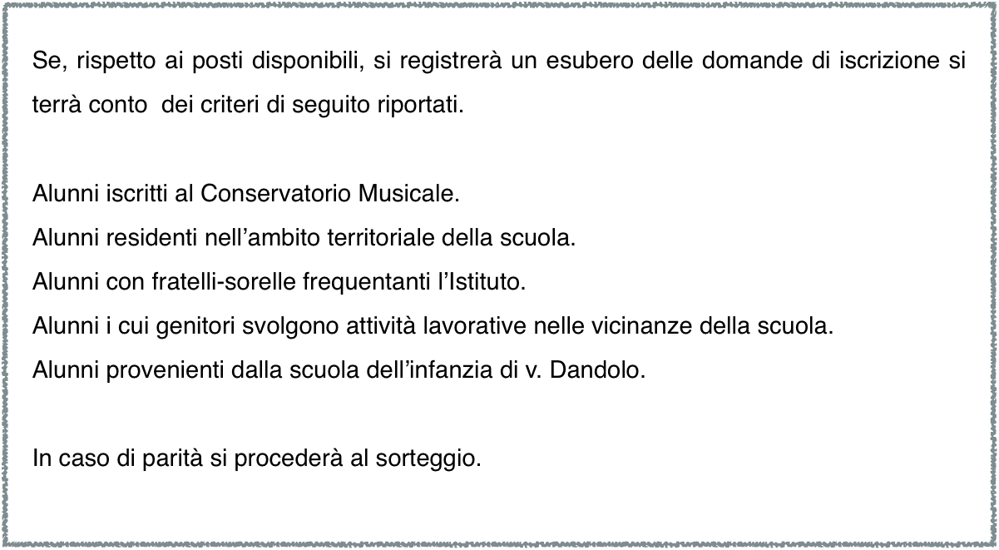 Se, rispetto ai posti disponibili, si registrerà un esubero delle domande di iscrizione si
terrà conto  dei criteri di seguito riportati.
Alunni iscritti al Conservatorio Musicale.
Alunni residenti nell’ambito territoriale della scuola.
Alunni con fratelli-sorelle frequentanti l’Istituto.
Alunni i cui genitori svolgono attività lavorative nelle vicinanze della scuola.
Alunni provenienti dalla scuola dell’infanzia di v. Dandolo.
In caso di parità si procederà al sorteggio.